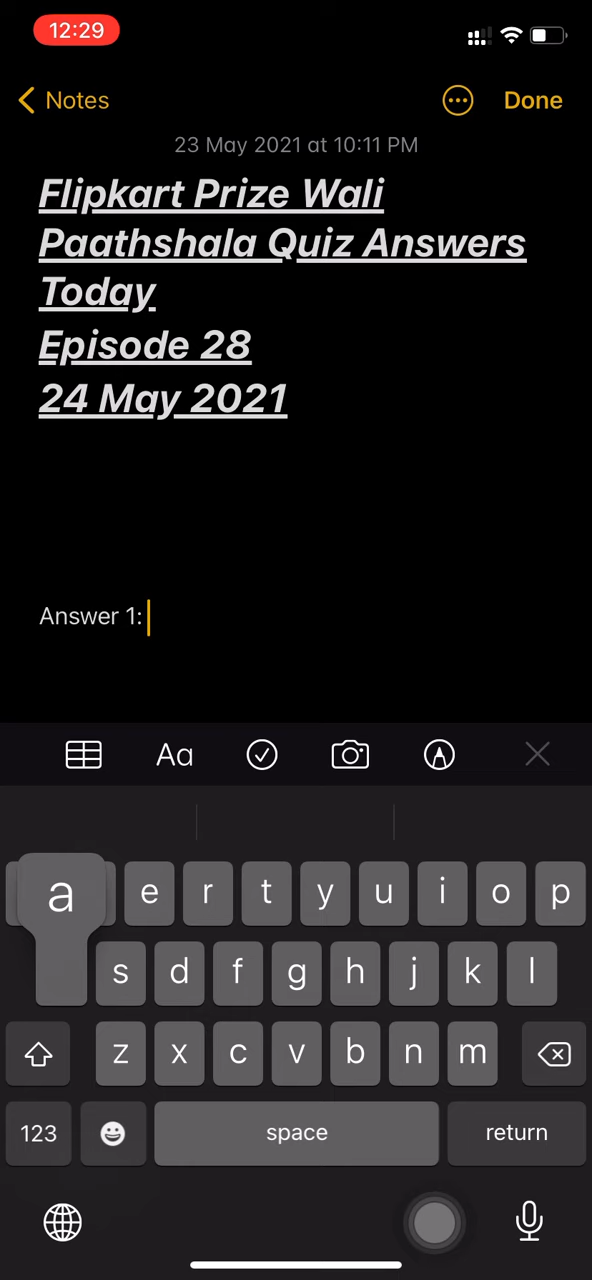 12:29
Notes
Done
23 May 2021 at 10:11 PM
Flipkart Prize Wali
Paathshala Quiz Answers
Today
Episode 28
24 May 2021
Answer 1:
Aa
a e r t y u i o p
s d f g h j k l
z x c v b n m
123 space return